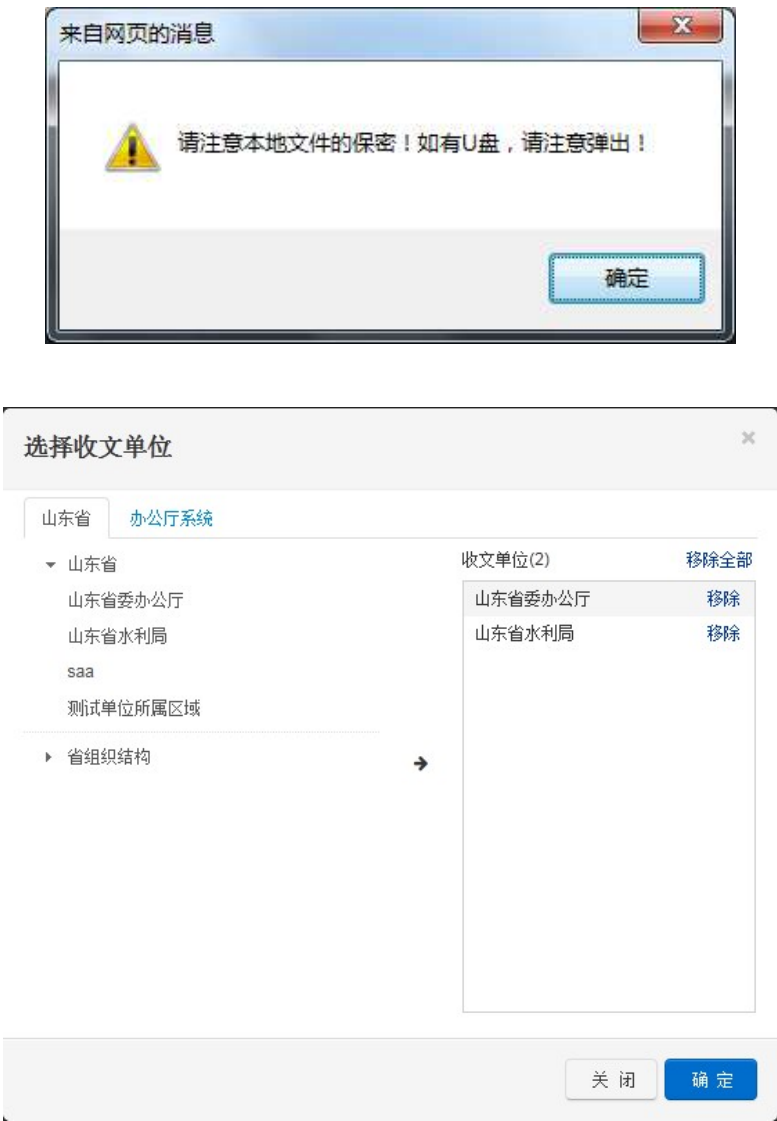 来自网页的消息
请注意本地文件的保密！如有U盘，请注意弹出！
确定
选择收文单位
山东省 办公厅系统
山东省
山东省委办公厅
山东省水利局
saa
测试单位所属区域
省组织结构
收文单位(2) 移除全部
山东省委办公厅 移除
山东省水利局 移除
关 闭 确 定